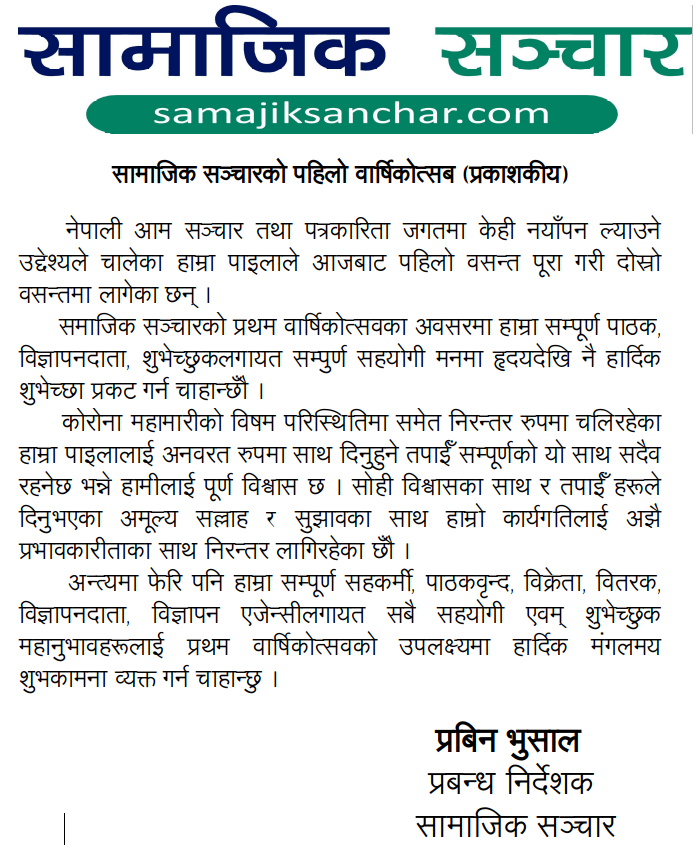 सामाजिक सञ्चार
samajiksanchar.com
सामाजिक सञ्चारको पहिलो वार्षिकोत्सब (प्रकाशकीय)
नेपाली आम सञ्चार तथा पत्रकारिता जगतमा केही नयाँपन ल्याउने
उद्देश्यले चालेका हाम्रा पाइलाले आजबाट पहिलो वसन्त पूरा गरी दोस्रो
वसन्तमा लागेका छन् ।
समाजिक सञ्चारको प्रथम वार्षिकोत्सवका अवसरमा हाम्रा सम्पूर्ण पाठक,
विज्ञापनदाता, शुभेच्छुकलगायत सम्पुर्ण सहयोगी मनमा हृदयदेखि नै हार्दिक
शुभेच्छा प्रकट गर्न चाहान्छौँ ।
कोरोना महामारीको विषम परिस्थितिमा समेत निरन्तर रुपमा चलिरहेका
हाम्रा पाइलालाई अनवरत रुपमा साथ दिनुहुने तपाईँ सम्पूर्णको यो साथ सदैव
रहनेछ भन्ने हामीलाई पूर्ण विश्वास छ । सोही विश्वासका साथ र तपाईँ हरूले
दिनुभएका अमूल्य सल्लाह र सुझावका साथ हाम्रो कार्यगतिलाई अझै
प्रभावकारीताका साथ निरन्तर लागिरहेका छौँ ।
अन्त्यमा फेरि पनि हाम्रा सम्पूर्ण सहकर्मी, पाठकवृन्द, विक्रेता, वितरक,
विज्ञापनदाता, विज्ञापन एजेन्सीलगायत सबै सहयोगी एवम् शुभेच्छुक
महानुभावहरूलाई प्रथम वार्षिकोत्सवको उपलक्ष्यमा हार्दिक मंगलमय
शुभकामना व्यक्त गर्न चाहान्छु ।
प्रबिन भुसाल
प्रबन्ध निर्देशक
सामाजिक सञ्चार